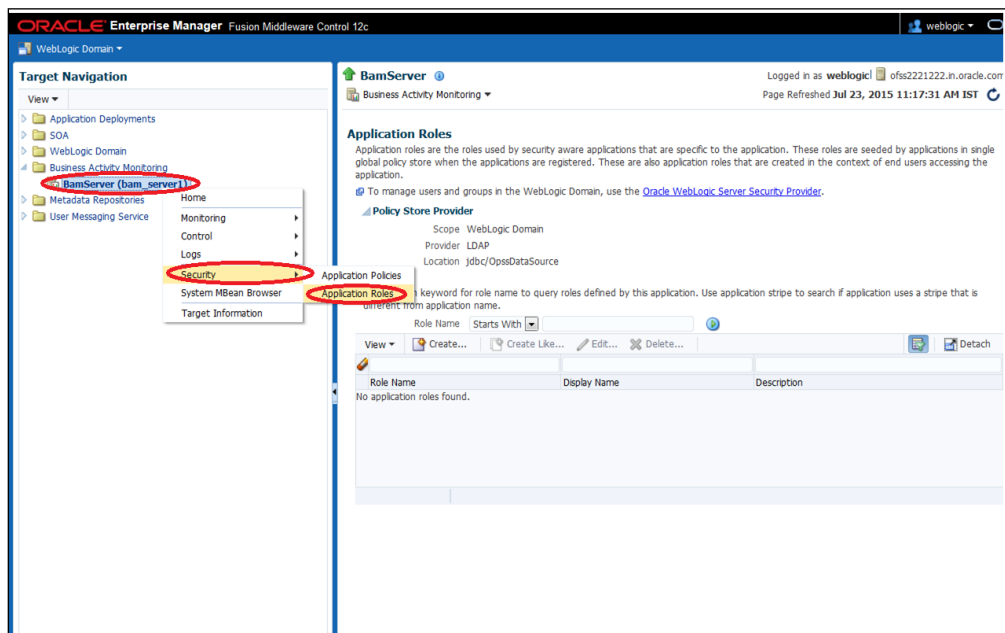 ORACLE Enterprise Manager Fusion Middleware Control 12c
weblogic
WebLogic Domain
Target Navigation
View
Application Deployments
SOA
WebLogic Domain
Business Activity Monitoring
BamServer (bam_server1)
Metadata Repositories
User Messaging Service
Home
Monitoring
Control
Logs
Security
System MBean Browser
Target Information
Application Policies
Application Roles
BamServer
Logged in as weblogic ofss2221222.in.oracle.com
Business Activity Monitoring
Page Refreshed Jul 23, 2015 11:17:31 AM IST
Application Roles
Application roles are the roles used by security aware applications that are specific to the application. These roles are seeded by applications in single
global policy store when the applications are registered. These are also application roles that are created in the context of end users accessing the
application.
To manage users and groups in the WebLogic Domain, use the Oracle WebLogic Server Security Provider.
Policy Store Provider
Scope WebLogic Domain
Provider LDAP
Location jdbc/OpssDataSource
keyword for role name to query roles defined by this application. Use application stripe to search if application uses a stripe that is
different from application name.
Role Name Starts With
View Create... Create Like... Edit... Delete... Detach
Role Name Display Name Description
No application roles found.